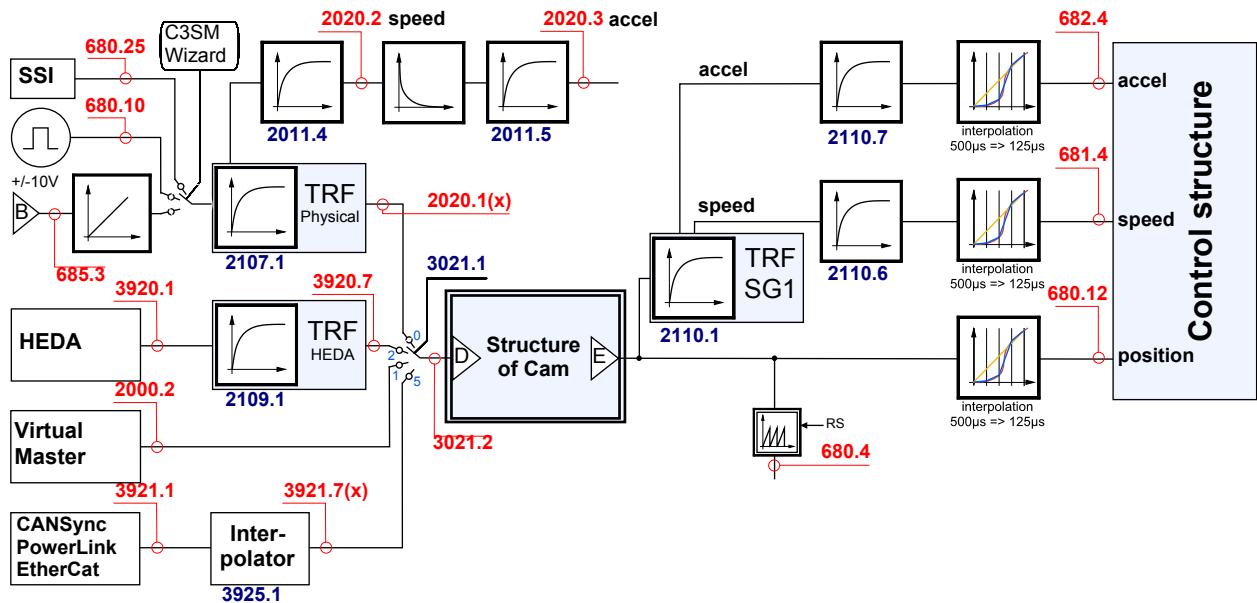 2020.2 speed
2020.3 accel
682.4
C3SM
Wizard
680.25
SSI
accel
accel
680.10
2011.4
2011.5
2110.7
interpolation
500µs => 125µs
+/-10V
B
TRF
Physical
2020.1(x)
681.4
speed
speed
Control structure
685.3
2107.1
3021.1
TRF
SG1
2110.6
interpolation
500µs => 125µs
3920.1
3920.7
680.12
HEDA
TRF
HEDA
0
2
1
5
D
Structure
of Cam
E
2110.1
position
2000.2
2109.1
interpolation
500µs => 125µs
Virtual
Master
3021.2
RS
680.4
3921.1
3921.7(x)
CANSync
PowerLink
EtherCat
Inter-
polator
3925.1